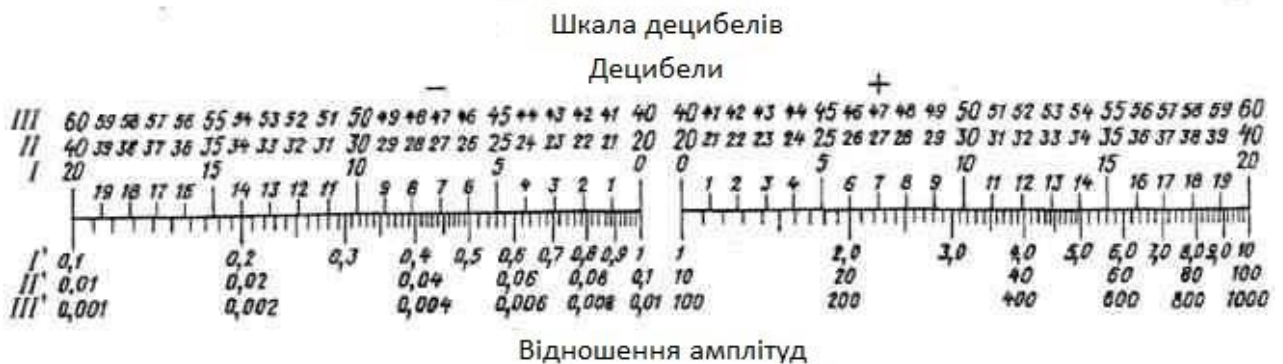 Шкала децибелів
Децибели
− +
III 60 59 58 57 56 55 54 53 52 51 50 49 48 47 46 45 44 43 42 41 40 40 41 42 43 44 45 46 47 48 49 50 51 52 53 54 55 56 57 58 59 60
II 40 39 38 37 36 35 34 33 32 31 30 29 28 27 26 25 24 23 22 21 20 20 21 22 23 24 25 26 27 28 29 30 31 32 33 34 35 36 37 38 39 40
I 20 15 10 5 0 0 5 10 15 20
19 18 17 16 14 13 12 11 9 8 7 6 4 3 2 1 1 2 3 4 6 7 8 9 11 12 13 14 16 17 18 19
I' 0,1 0,2 0,3 0,4 0,5 0,6 0,7 0,8 0,9 1 1 2,0 3,0 4,0 5,0 6,0 7,0 8,0 9,0 10
II' 0,01 0,02 0,04 0,06 0,08 0,1 10 20 40 60 80 100
III' 0,001 0,002 0,004 0,006 0,008 0,01 100 200 400 600 800 1000
Відношення амплітуд